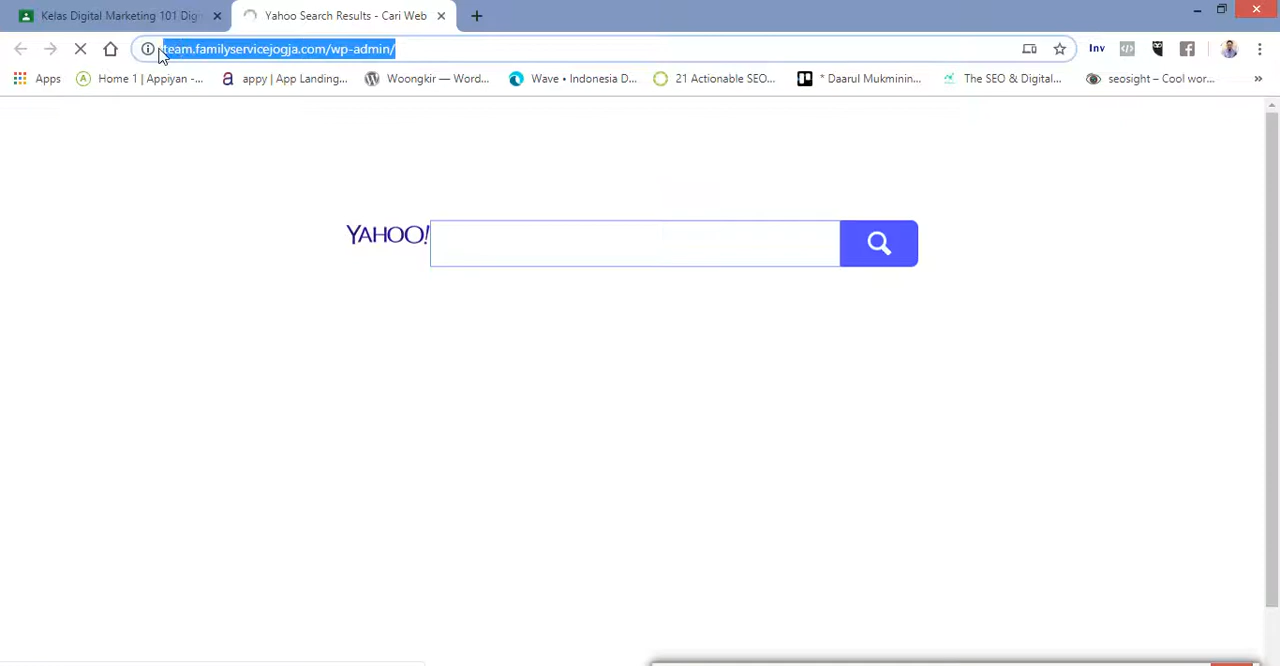 Kelas Digital Marketing 101 Dig
Yahoo Search Results - Cari Web
team.familyservicejogja.com/wp-admin/
Inv
Apps
Home 1 | Appiyan -...
appy | App Landing...
Woongkir — Word...
Wave • Indonesia D...
21 Actionable SEO...
* Daarul Mukminin...
The SEO & Digital...
seosight – Cool wor...
YAHOO!